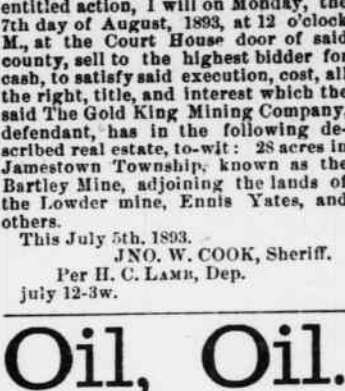 entitled action, I will on Monday, the
7th day of August, 1893, at 12 o'clock
M., at the Court House door of said
county, sell to the highest bidder for
cash, to satisfy said execution, cost, all
the right, title, and interest which the
said The Gold King Mining Company,
defendant, has in the following de-
scribed real estate, to-wit: 28 acres in
Jamestown Township, known as the
Bartley Mine, adjoining the lands of
the Lowder mine, Ennis Yates, and
others.
This July 5th. 1893.
JNO. W. COOK, Sheriff.
Per H. C. LAMB, Dep.
july 12-3w.
Oil, Oil.